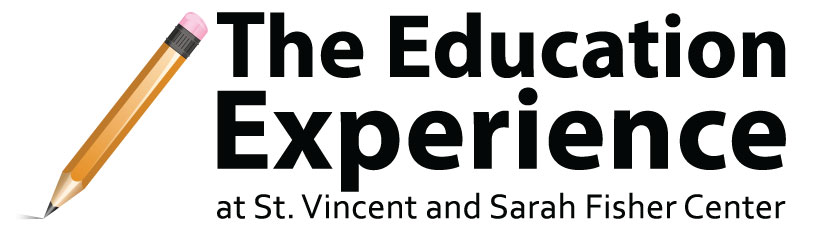 The Education
Experience
at St. Vincent and Sarah Fisher Center